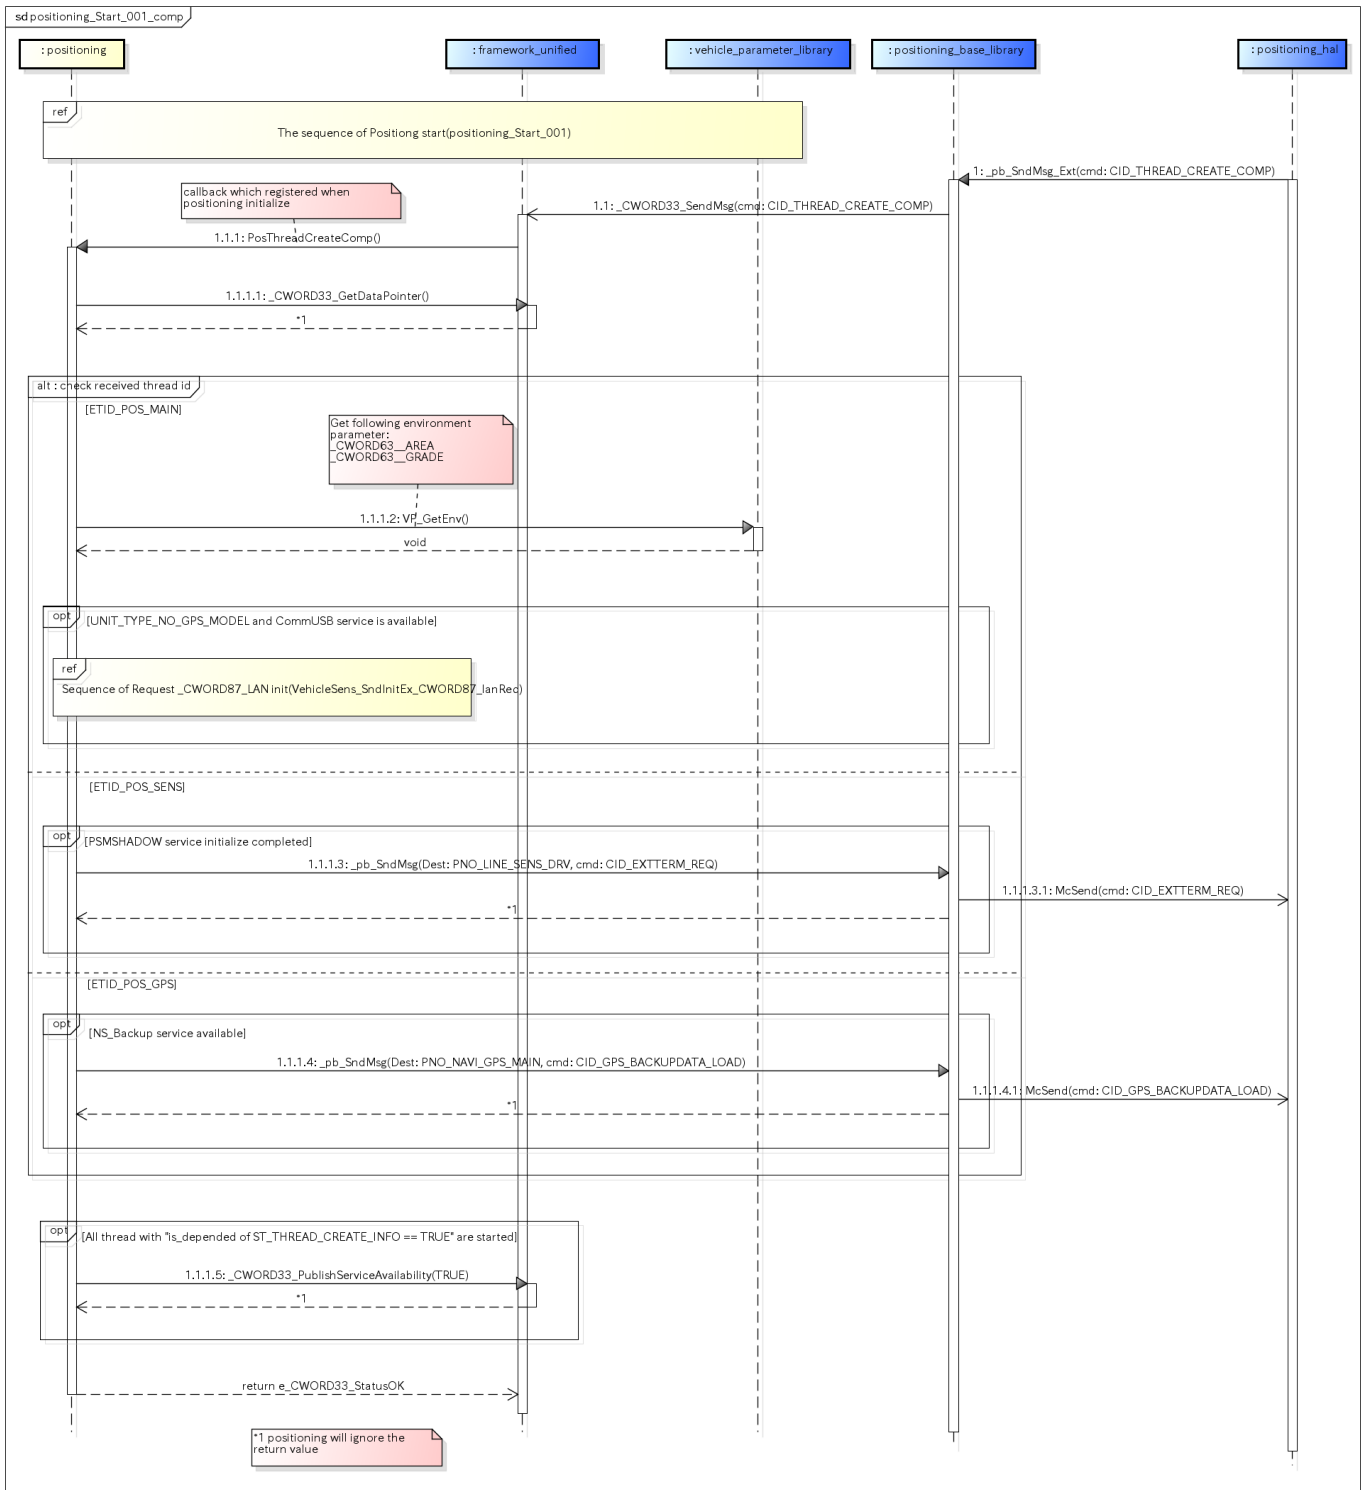 sd positioning_Start_001_comp
: positioning
: framework_unified
: vehicle_parameter_library
: positioning_base_library
: positioning_hal
ref
The sequence of Positiong start(positioning_Start_001)
1: _pb_SndMsg_Ext(cmd: CID_THREAD_CREATE_COMP)
callback which registered when
positioning initialize
1.1: _CWORD33_SendMsg(cmd: CID_THREAD_CREATE_COMP)
1.1.1: PosThreadCreateComp()
1.1.1.1: _CWORD33_GetDataPointer()
*1
alt : check received thread id
[ETID_POS_MAIN]
Get following environment
parameter:
_CWORD63__AREA
_CWORD63__GRADE
1.1.1.2: VP_GetEnv()
void
opt
[UNIT_TYPE_NO_GPS_MODEL and CommUSB service is available]
ref
Sequence of Request _CWORD87_LAN init(VehicleSens_SndInitEx_CWORD87_lanReq)
[ETID_POS_SENS]
opt
[PSMSHADOW service initialize completed]
1.1.1.3: _pb_SndMsg(Dest: PNO_LINE_SENS_DRV, cmd: CID_EXTTERM_REQ)
1.1.1.3.1: McSend(cmd: CID_EXTTERM_REQ)
*1
[ETID_POS_GPS]
opt
[NS_Backup service available]
1.1.1.4: _pb_SndMsg(Dest: PNO_NAVI_GPS_MAIN, cmd: CID_GPS_BACKUPDATA_LOAD)
1.1.1.4.1: McSend(cmd: CID_GPS_BACKUPDATA_LOAD)
*1
opt
[All thread with "is_depended of ST_THREAD_CREATE_INFO == TRUE" are started]
1.1.1.5: _CWORD33_PublishServiceAvailability(TRUE)
*1
return e_CWORD33_StatusOK
*1 positioning will ignore the
return value